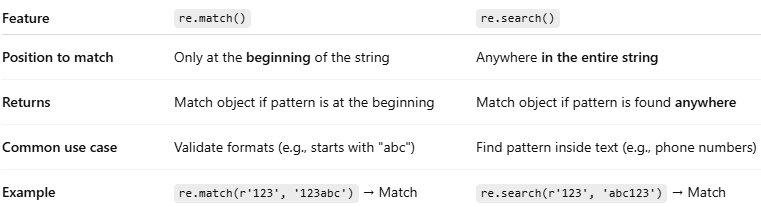 Feature re.match() re.search()
Position to match Only at the beginning of the string Anywhere in the entire string
Returns Match object if pattern is at the beginning Match object if pattern is found anywhere
Common use case Validate formats (e.g., starts with "abc") Find pattern inside text (e.g., phone numbers)
Example re.match(r'123', '123abc') → Match re.search(r'123', 'abc123') → Match